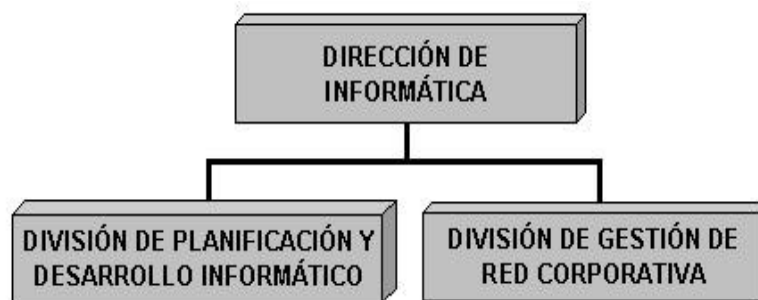 DIRECCIÓN DE
INFORMÁTICA
DIVISIÓN DE PLANIFICACIÓN Y
DESARROLLO INFORMÁTICO
DIVISIÓN DE GESTIÓN DE
RED CORPORATIVA